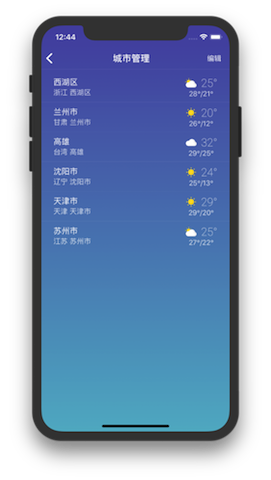 12:44
城市管理 编辑
西湖区 25°
浙江 西湖区 28°/21°
兰州市 20°
甘肃 兰州市 26°/12°
高雄 32°
台湾 高雄 29°/25°
沈阳市 24°
辽宁 沈阳市 25°/13°
天津市 29°
天津 天津市 29°/20°
苏州市 25°
江苏 苏州市 27°/22°